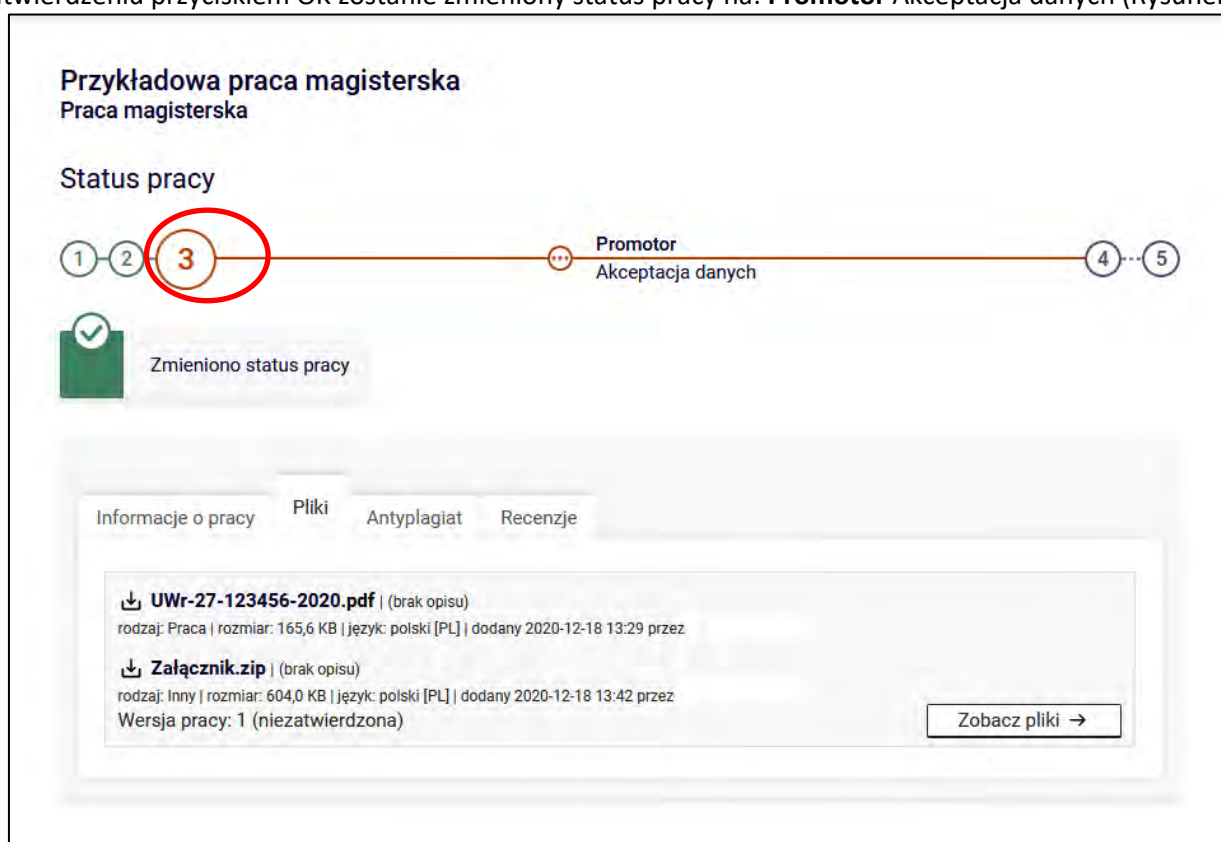 twierdzeniu przyciskiem OK zostanie zmieniony status pracy na: Promotor Akceptacja danych (Rysunek
Przykładowa praca magisterska
Praca magisterska
Status pracy
1 2 3 Promotor 4 5
Akceptacja danych
Zmieniono status pracy
Informacje o pracy Pliki Antyplagiat Recenzje
UWr-27-123456-2020.pdf | (brak opisu)
rodzaj: Praca | rozmiar: 165,6 KB | język: polski [PL] | dodany 2020-12-18 13:29 przez
Załącznik.zip | (brak opisu)
rodzaj: Inny | rozmiar: 604,0 KB | język: polski [PL] | dodany 2020-12-18 13:42 przez
Wersja pracy: 1 (niezatwierdzona)
Zobacz pliki →